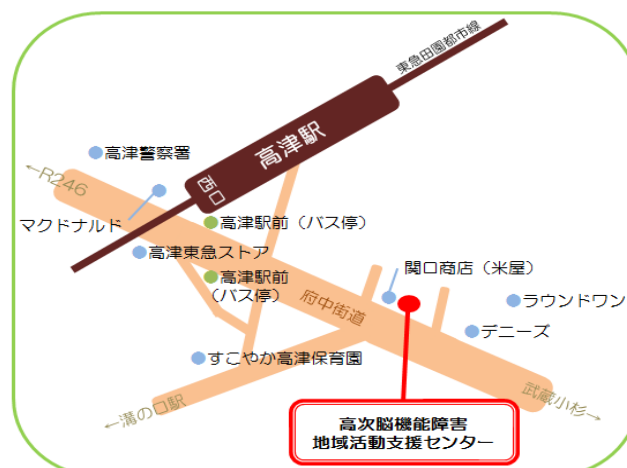 東急田園都市線
高津駅
西口
高津警察署
←R246
マクドナルド
高津駅前（バス停）
高津東急ストア
高津駅前
（バス停）
関口商店（米屋）
ラウンドワン
府中街道
デニーズ
すこやか高津保育園
武蔵小杉→
←溝の口駅
高次脳機能障害
地域活動支援センター